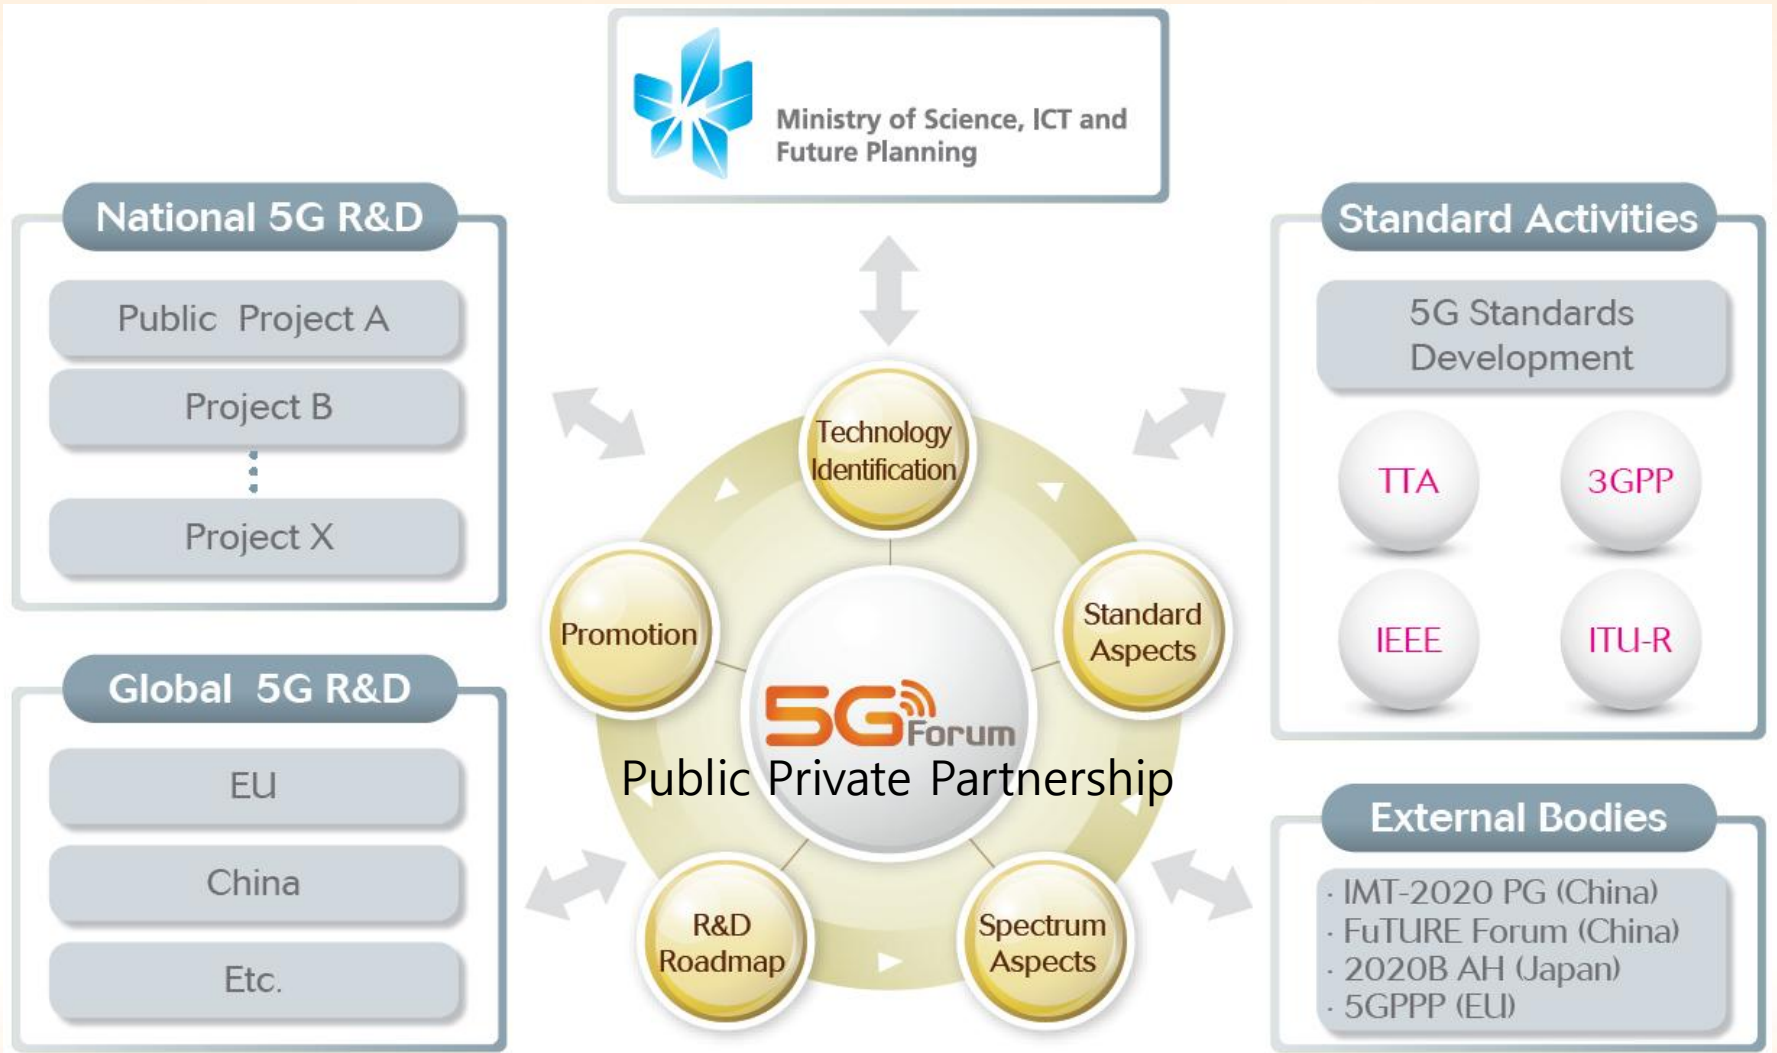 Ministry of Science, ICT and
Future Planning
National 5G R&D
Public Project A
Project B
Project X
Global 5G R&D
EU
China
Etc.
Technology
Identification
Promotion
Standard
Aspects
5G Forum
Public Private Partnership
R&D
Roadmap
Spectrum
Aspects
Standard Activities
5G Standards
Development
TTA
3GPP
IEEE
ITU-R
External Bodies
· IMT-2020 PG (China)
· FuTURE Forum (China)
· 2020B AH (Japan)
· 5GPPP (EU)